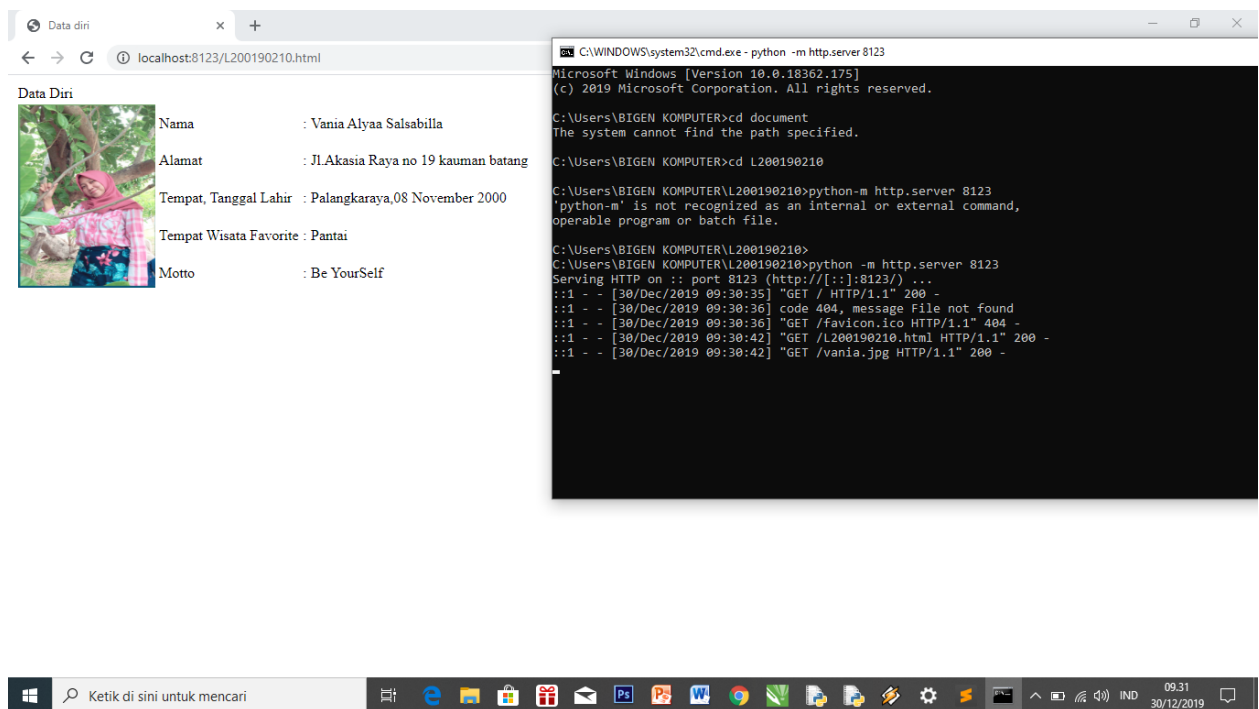 Data diri
localhost:8123/L200190210.html
Data Diri
Nama : Vania Alyaa Salsabilla
Alamat : Jl.Akasia Raya no 19 kauman batang
Tempat, Tanggal Lahir : Palangkaraya,08 November 2000
Tempat Wisata Favorite : Pantai
Motto : Be YourSelf
C:\WINDOWS\system32\cmd.exe - python -m http.server 8123
Microsoft Windows [Version 10.0.18362.175]
(c) 2019 Microsoft Corporation. All rights reserved.
C:\Users\BIGEN KOMPUTER>cd document
The system cannot find the path specified.
C:\Users\BIGEN KOMPUTER>cd L200190210
C:\Users\BIGEN KOMPUTER\L200190210>python-m http.server 8123
'python-m' is not recognized as an internal or external command,
operable program or batch file.
C:\Users\BIGEN KOMPUTER\L200190210>
C:\Users\BIGEN KOMPUTER\L200190210>python -m http.server 8123
Serving HTTP on :: port 8123 (http://[::]:8123/) ...
::1 - - [30/Dec/2019 09:30:35] "GET / HTTP/1.1" 200 -
::1 - - [30/Dec/2019 09:30:36] code 404, message File not found
::1 - - [30/Dec/2019 09:30:36] "GET /favicon.ico HTTP/1.1" 404 -
::1 - - [30/Dec/2019 09:30:42] "GET /L200190210.html HTTP/1.1" 200 -
::1 - - [30/Dec/2019 09:30:42] "GET /vania.jpg HTTP/1.1" 200 -
Ketik di sini untuk mencari
Ps
IND
09.31
30/12/2019